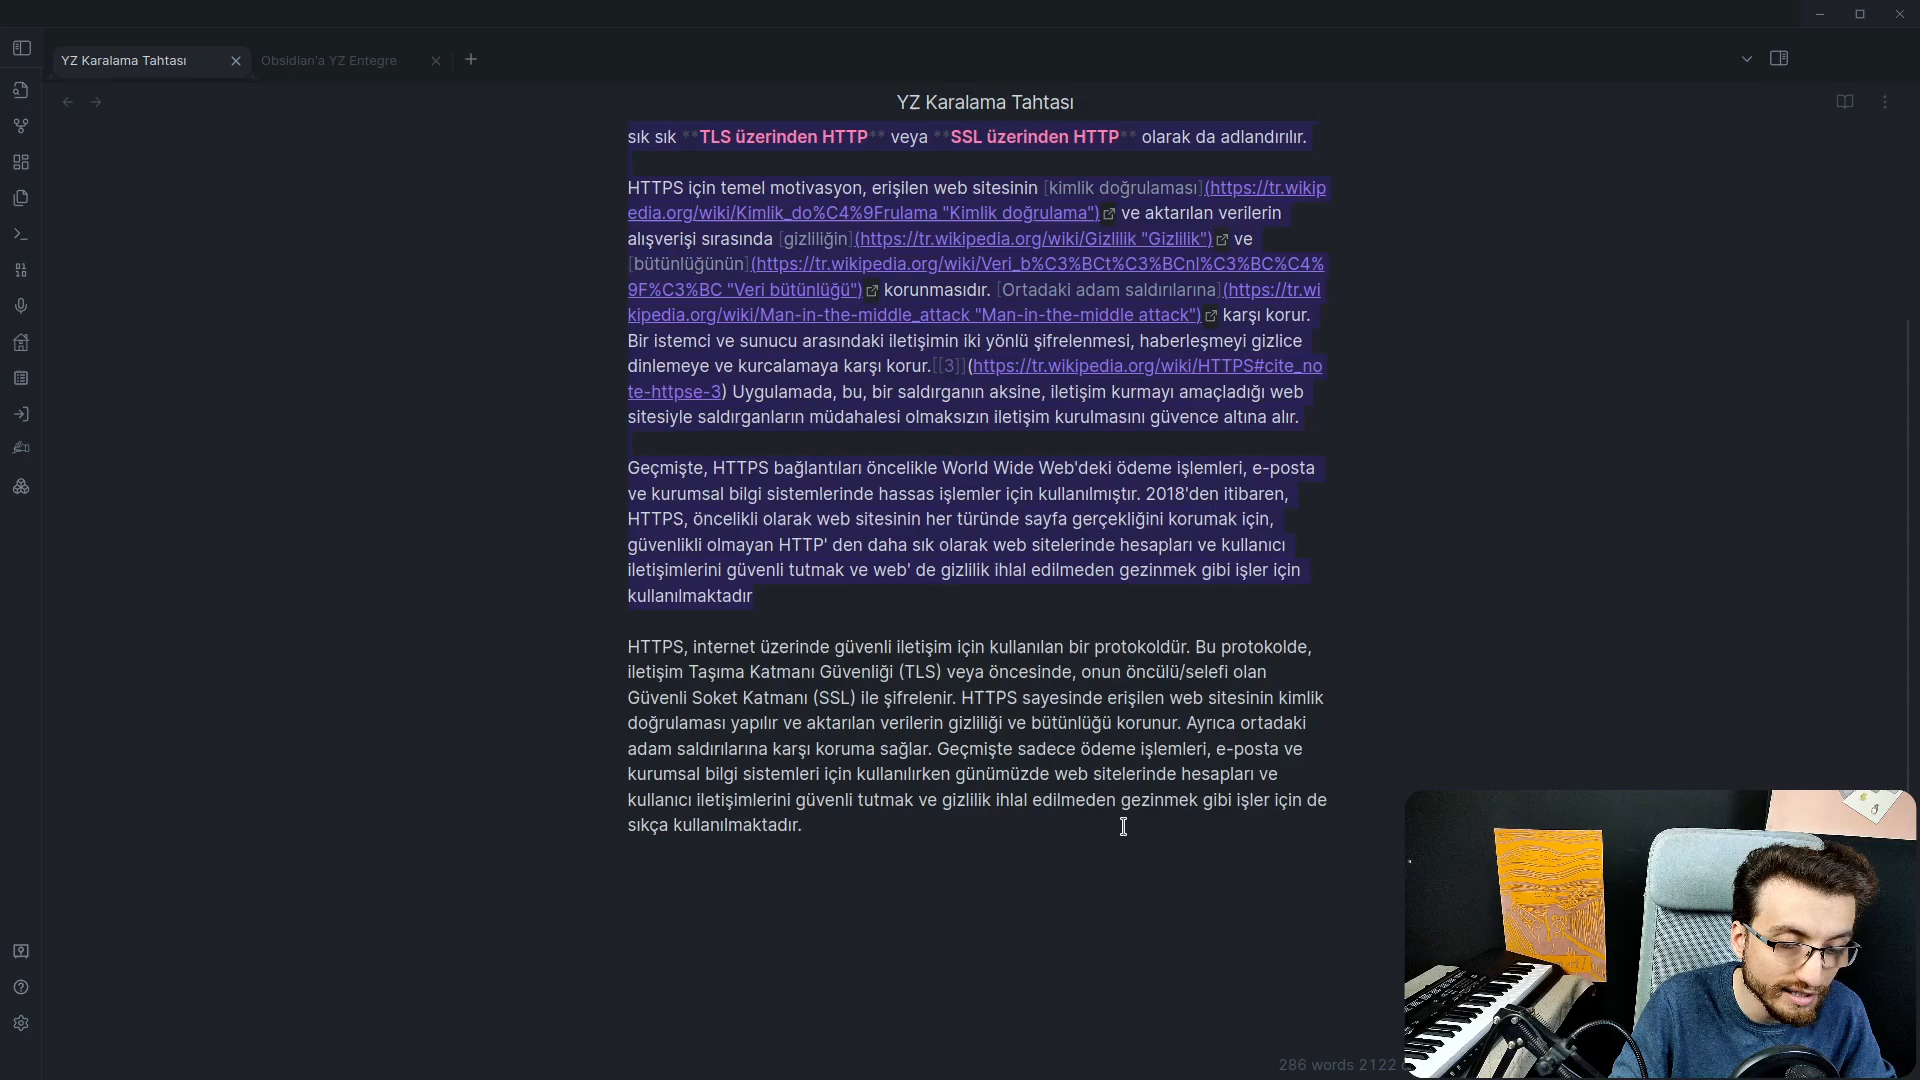 YZ Karalama Tahtası
Obsidian'a YZ Entegre
YZ Karalama Tahtası
sık sık **TLS üzerinden HTTP** veya **SSL üzerinden HTTP** olarak da adlandırılır.
HTTPS için temel motivasyon, erişilen web sitesinin [kimlik doğrulaması](https://tr.wikip
edia.org/wiki/Kimlik_do%C4%9Frulama "Kimlik doğrulama") ve aktarılan verilerin
alışverişi sırasında [gizliliğin](https://tr.wikipedia.org/wiki/Gizlilik "Gizlilik") ve
[bütünlüğünün](https://tr.wikipedia.org/wiki/Veri_b%C3%BCt%C3%BCnl%C3%BC%C4%
9F%C3%BC "Veri bütünlüğü") korunmasıdır. [Ortadaki adam saldırılarına](https://tr.wi
kipedia.org/wiki/Man-in-the-middle_attack "Man-in-the-middle attack") karşı korur.
Bir istemci ve sunucu arasındaki iletişimin iki yönlü şifrelenmesi, haberleşmeyi gizlice
dinlemeye ve kurcalamaya karşı korur.[[3]](https://tr.wikipedia.org/wiki/HTTPS#cite_no
te-httpse-3) Uygulamada, bu, bir saldırganın aksine, iletişim kurmayı amaçladığı web
sitesiyle saldırganların müdahalesi olmaksızın iletişim kurulmasını güvence altına alır.
Geçmişte, HTTPS bağlantıları öncelikle World Wide Web'deki ödeme işlemleri, e-posta
ve kurumsal bilgi sistemlerinde hassas işlemler için kullanılmıştır. 2018'den itibaren,
HTTPS, öncelikli olarak web sitesinin her türünde sayfa gerçekliğini korumak için,
güvenlikli olmayan HTTP' den daha sık olarak web sitelerinde hesapları ve kullanıcı
iletişimlerini güvenli tutmak ve web' de gizlilik ihlal edilmeden gezinmek gibi işler için
kullanılmaktadır
HTTPS, internet üzerinde güvenli iletişim için kullanılan bir protokoldür. Bu protokolde,
iletişim Taşıma Katmanı Güvenliği (TLS) veya öncesinde, onun öncülü/selefi olan
Güvenli Soket Katmanı (SSL) ile şifrelenir. HTTPS sayesinde erişilen web sitesinin kimlik
doğrulaması yapılır ve aktarılan verilerin gizliliği ve bütünlüğü korunur. Ayrıca ortadaki
adam saldırılarına karşı koruma sağlar. Geçmişte sadece ödeme işlemleri, e-posta ve
kurumsal bilgi sistemleri için kullanılırken günümüzde web sitelerinde hesapları ve
kullanıcı iletişimlerini güvenli tutmak ve gizlilik ihlal edilmeden gezinmek gibi işler için de
sıkça kullanılmaktadır.
286 words 2122